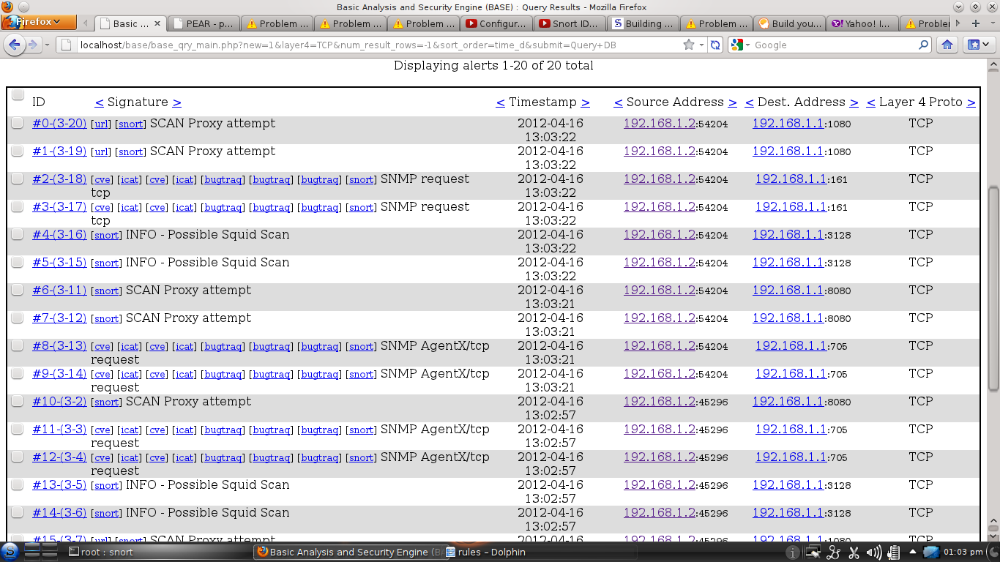 Basic Analysis and Security Engine (BASE) : Query Results - Mozilla Firefox
Firefox
Basic ...
PEAR - p...
Problem ...
Problem ...
Problem ...
Configur...
Snort ID...
Building ...
Problem ...
Build you...
Yahoo! I...
Problem
localhost/base/base_qry_main.php?new=1&layer4=TCP&num_result_rows=-1&sort_order=time_d&submit=Query+DB
Google
Displaying alerts 1-20 of 20 total
ID < Signature > < Timestamp > < Source Address > < Dest. Address > < Layer 4 Proto >
#0-(3-20) [url] [snort] SCAN Proxy attempt 2012-04-16 192.168.1.2:54204 192.168.1.1:1080 TCP
13:03:22
#1-(3-19) [url] [snort] SCAN Proxy attempt 2012-04-16 192.168.1.2:54204 192.168.1.1:1080 TCP
13:03:22
#2-(3-18) [cve] [icat] [cve] [icat] [bugtraq] [bugtraq] [bugtraq] [snort] SNMP request 2012-04-16 192.168.1.2:54204 192.168.1.1:161 TCP
tcp 13:03:22
#3-(3-17) [cve] [icat] [cve] [icat] [bugtraq] [bugtraq] [bugtraq] [snort] SNMP request 2012-04-16 192.168.1.2:54204 192.168.1.1:161 TCP
tcp 13:03:22
#4-(3-16) [snort] INFO - Possible Squid Scan 2012-04-16 192.168.1.2:54204 192.168.1.1:3128 TCP
13:03:22
#5-(3-15) [snort] INFO - Possible Squid Scan 2012-04-16 192.168.1.2:54204 192.168.1.1:3128 TCP
13:03:22
#6-(3-11) [snort] SCAN Proxy attempt 2012-04-16 192.168.1.2:54204 192.168.1.1:8080 TCP
13:03:21
#7-(3-12) [snort] SCAN Proxy attempt 2012-04-16 192.168.1.2:54204 192.168.1.1:8080 TCP
13:03:21
#8-(3-13) [cve] [icat] [cve] [icat] [bugtraq] [bugtraq] [bugtraq] [snort] SNMP AgentX/tcp 2012-04-16 192.168.1.2:54204 192.168.1.1:705 TCP
request 13:03:21
#9-(3-14) [cve] [icat] [cve] [icat] [bugtraq] [bugtraq] [bugtraq] [snort] SNMP AgentX/tcp 2012-04-16 192.168.1.2:54204 192.168.1.1:705 TCP
request 13:03:21
#10-(3-2) [snort] SCAN Proxy attempt 2012-04-16 192.168.1.2:45296 192.168.1.1:8080 TCP
13:02:57
#11-(3-3) [cve] [icat] [cve] [icat] [bugtraq] [bugtraq] [bugtraq] [snort] SNMP AgentX/tcp 2012-04-16 192.168.1.2:45296 192.168.1.1:705 TCP
request 13:02:57
#12-(3-4) [cve] [icat] [cve] [icat] [bugtraq] [bugtraq] [bugtraq] [snort] SNMP AgentX/tcp 2012-04-16 192.168.1.2:45296 192.168.1.1:705 TCP
request 13:02:57
#13-(3-5) [snort] INFO - Possible Squid Scan 2012-04-16 192.168.1.2:45296 192.168.1.1:3128 TCP
13:02:57
#14-(3-6) [snort] INFO - Possible Squid Scan 2012-04-16 192.168.1.2:45296 192.168.1.1:3128 TCP
13:02:57
#15-(3-7) [url] [snort] SCAN Proxy attempt 2012-04-16 192.168.1.2:45296 192.168.1.1:1080 TCP
root : snort
Basic Analysis and Security Engine (B
rules – Dolphin
01:03 pm